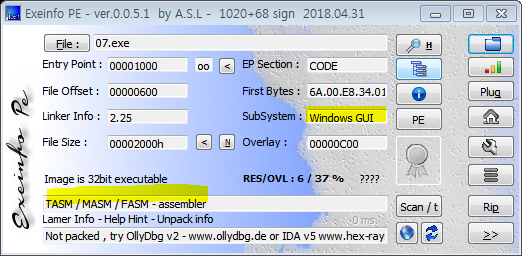 Exeinfo PE - ver.0.0.5.1 by A.S.L - 1020+68 sign 2018.04.31
File : 07.exe H
Entry Point : 00001000 oo < EP Section : CODE
File Offset : 00000600 First Bytes : 6A.00.E8.34.01
Linker Info : 2.25 SubSystem : Windows GUI PE
File Size : 00002000h < N Overlay : 00000C00
Image is 32bit executable RES/OVL : 6 / 37 % ????
TASM / MASM / FASM - assembler Scan / t
Lamer Info - Help Hint - Unpack info 0 ms.
Not packed , try OllyDbg v2 - www.ollydbg.de or IDA v5 www.hex-ray
Plug
Rip
>>
Exeinfo Pe